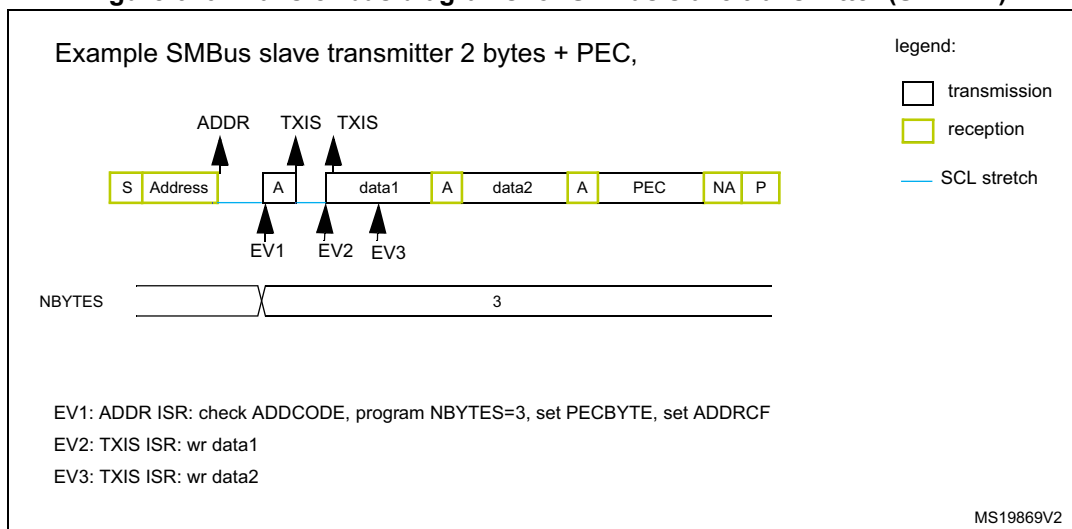 Example SMBus slave transmitter 2 bytes + PEC,
legend:
transmission
reception
SCL stretch
ADDR TXIS TXIS
S Address A data1 A data2 A PEC NA P
EV1 EV2 EV3
NBYTES 3
EV1: ADDR ISR: check ADDCODE, program NBYTES=3, set PECBYTE, set ADDRCF
EV2: TXIS ISR: wr data1
EV3: TXIS ISR: wr data2
MS19869V2